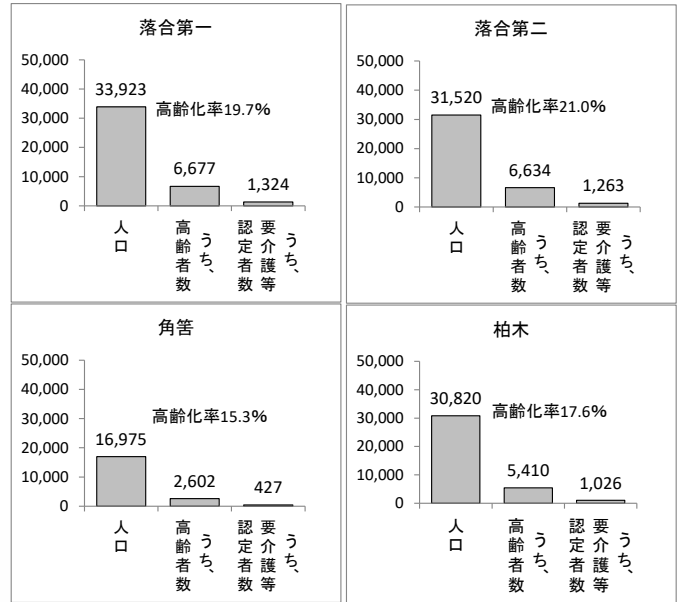 落合第一
50,000
40,000
30,000
20,000
10,000
0
33,923
高齢化率19.7%
6,677
1,324
人口
うち、
高齢者数
うち、
要介護等
認定者数
落合第二
50,000
40,000
30,000
20,000
10,000
0
31,520
高齢化率21.0%
6,634
1,263
人口
うち、
高齢者数
うち、
要介護等
認定者数
角筈
50,000
40,000
30,000
20,000
10,000
0
高齢化率15.3%
16,975
2,602
427
人口
うち、
高齢者数
うち、
要介護等
認定者数
柏木
50,000
40,000
30,000
20,000
10,000
0
30,820
高齢化率17.6%
5,410
1,026
人口
うち、
高齢者数
うち、
要介護等
認定者数